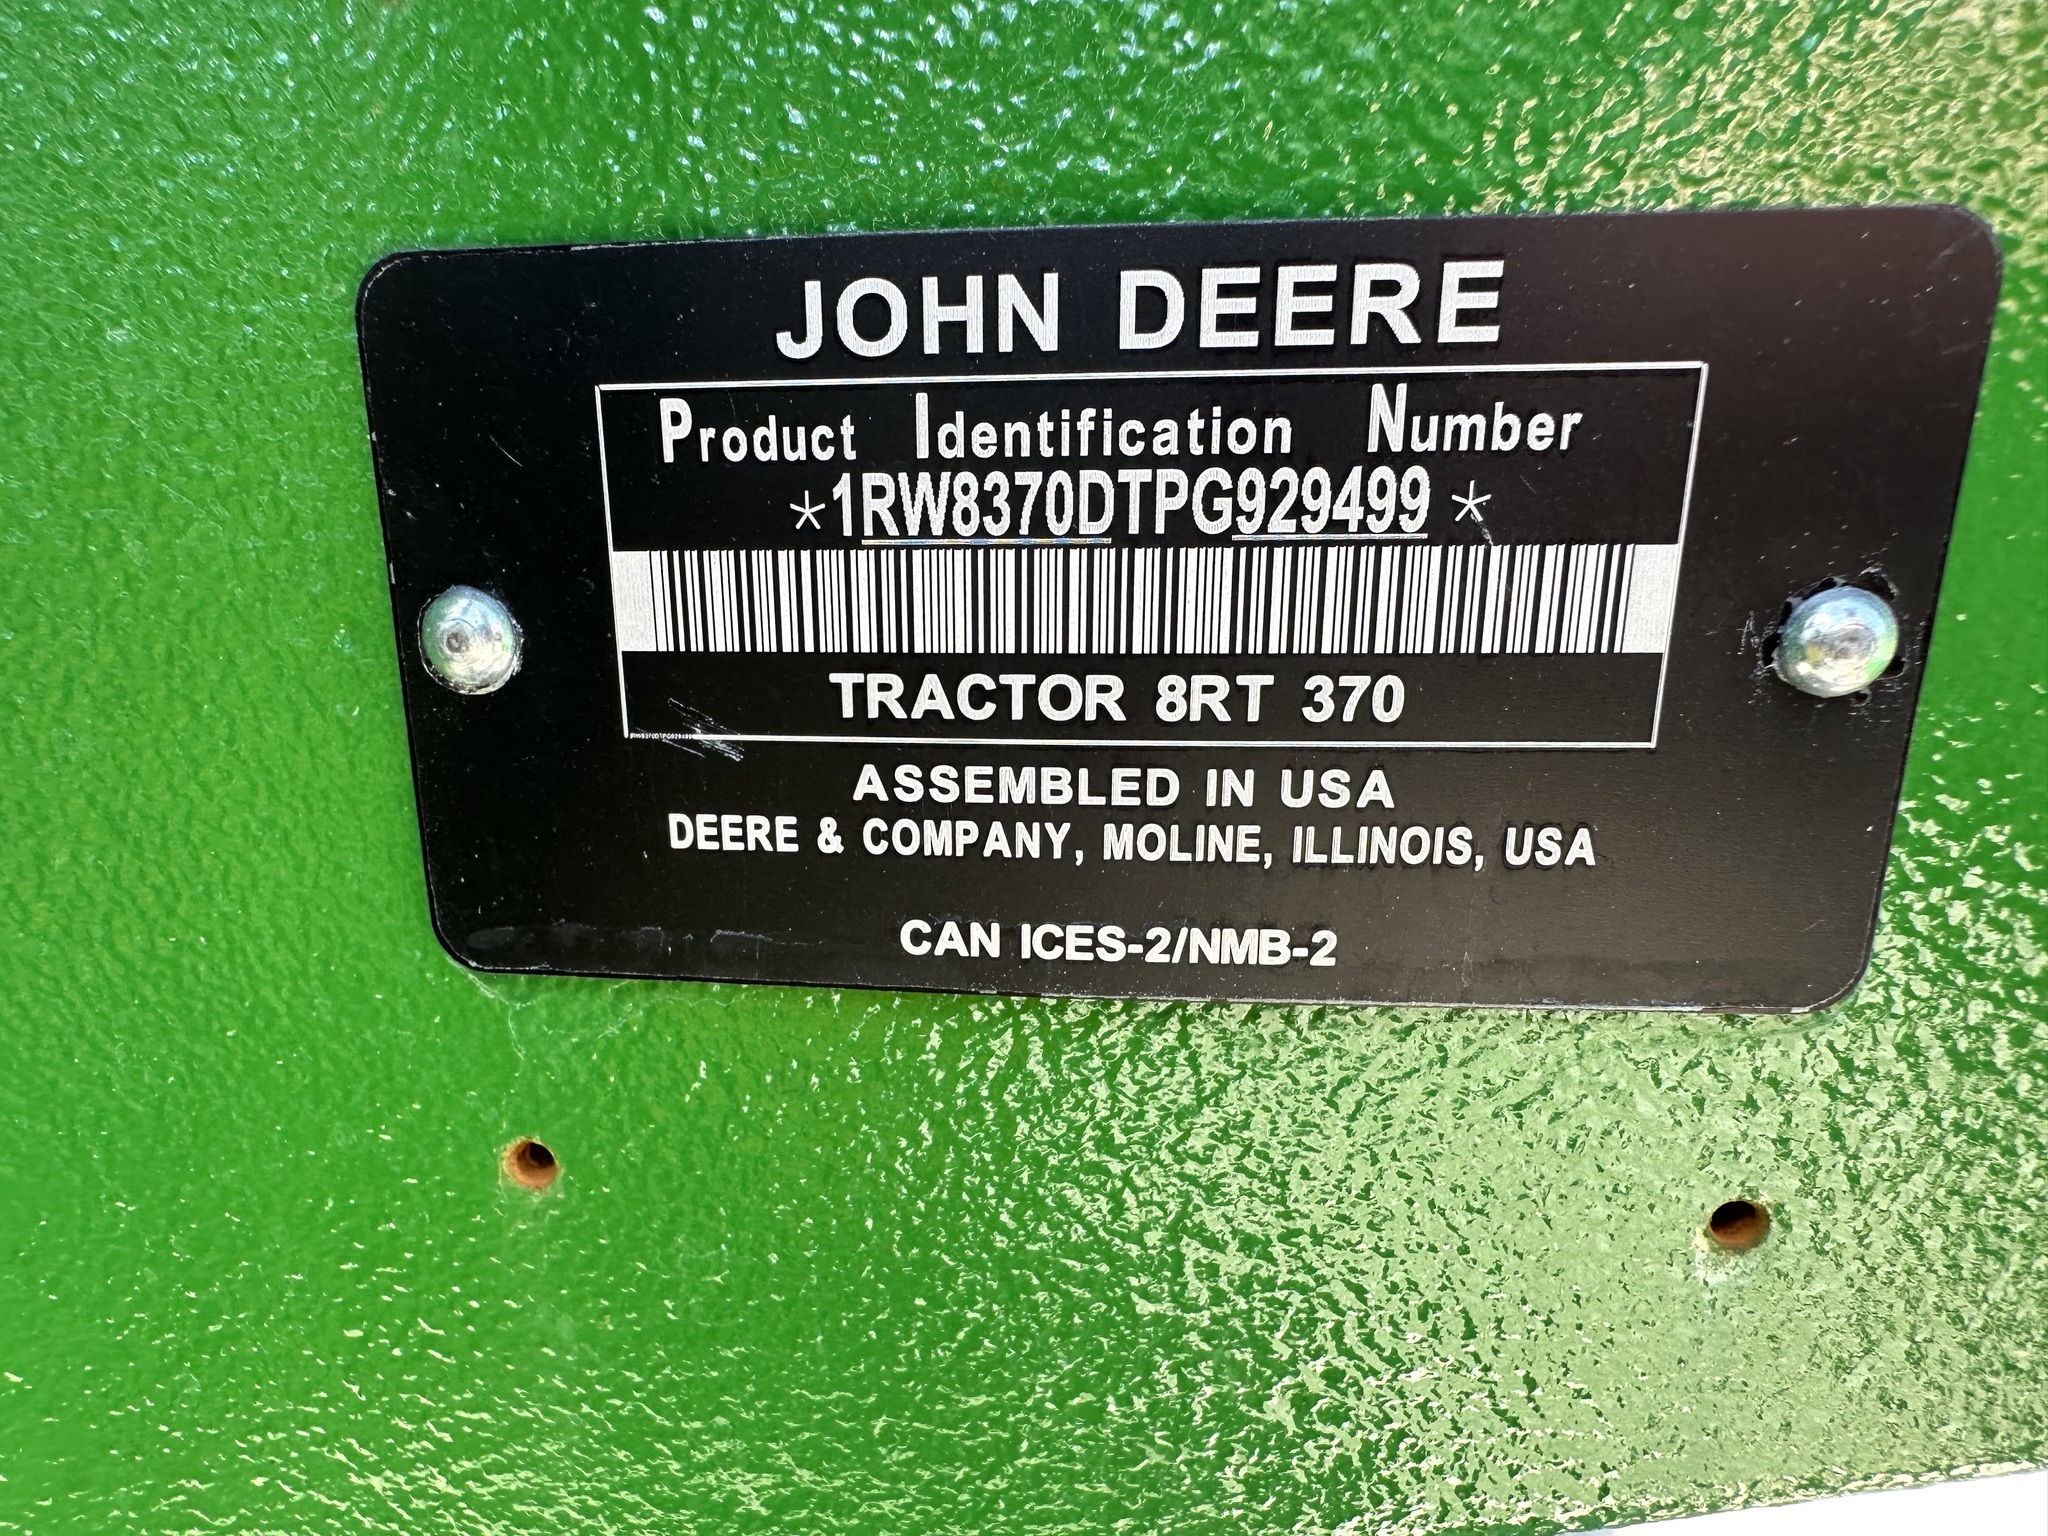 JOHN DEERE
Product Identification Number
*1RW8370DTPG929499*
TRACTOR 8RT 370
1RW8370DTPG929499
ASSEMBLED IN USA
DEERE & COMPANY, MOLINE, ILLINOIS, USA
CAN ICES-2/NMB-2